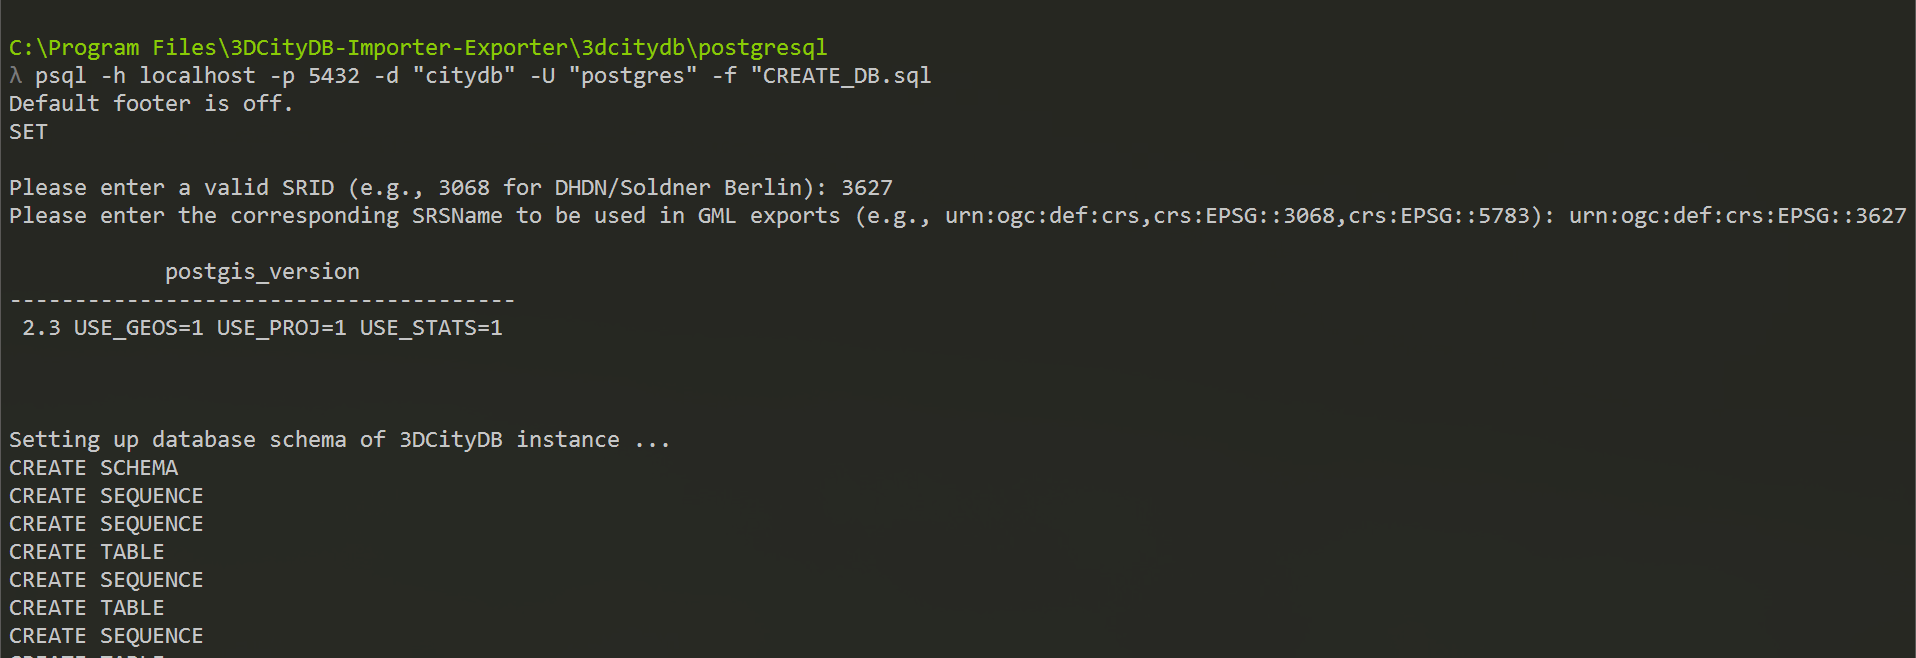 C:\Program Files\3DCityDB-Importer-Exporter\3dcitydb\postgresql
λ psql -h localhost -p 5432 -d "citydb" -U "postgres" -f "CREATE_DB.sql
Default footer is off.
SET
Please enter a valid SRID (e.g., 3068 for DHDN/Soldner Berlin): 3627
Please enter the corresponding SRSName to be used in GML exports (e.g., urn:ogc:def:crs,crs:EPSG::3068,crs:EPSG::5783): urn:ogc:def:crs:EPSG::3627
postgis_version
---------------------------------------
2.3 USE_GEOS=1 USE_PROJ=1 USE_STATS=1
Setting up database schema of 3DCityDB instance ...
CREATE SCHEMA
CREATE SEQUENCE
CREATE SEQUENCE
CREATE TABLE
CREATE SEQUENCE
CREATE TABLE
CREATE SEQUENCE
CREATE TABLE